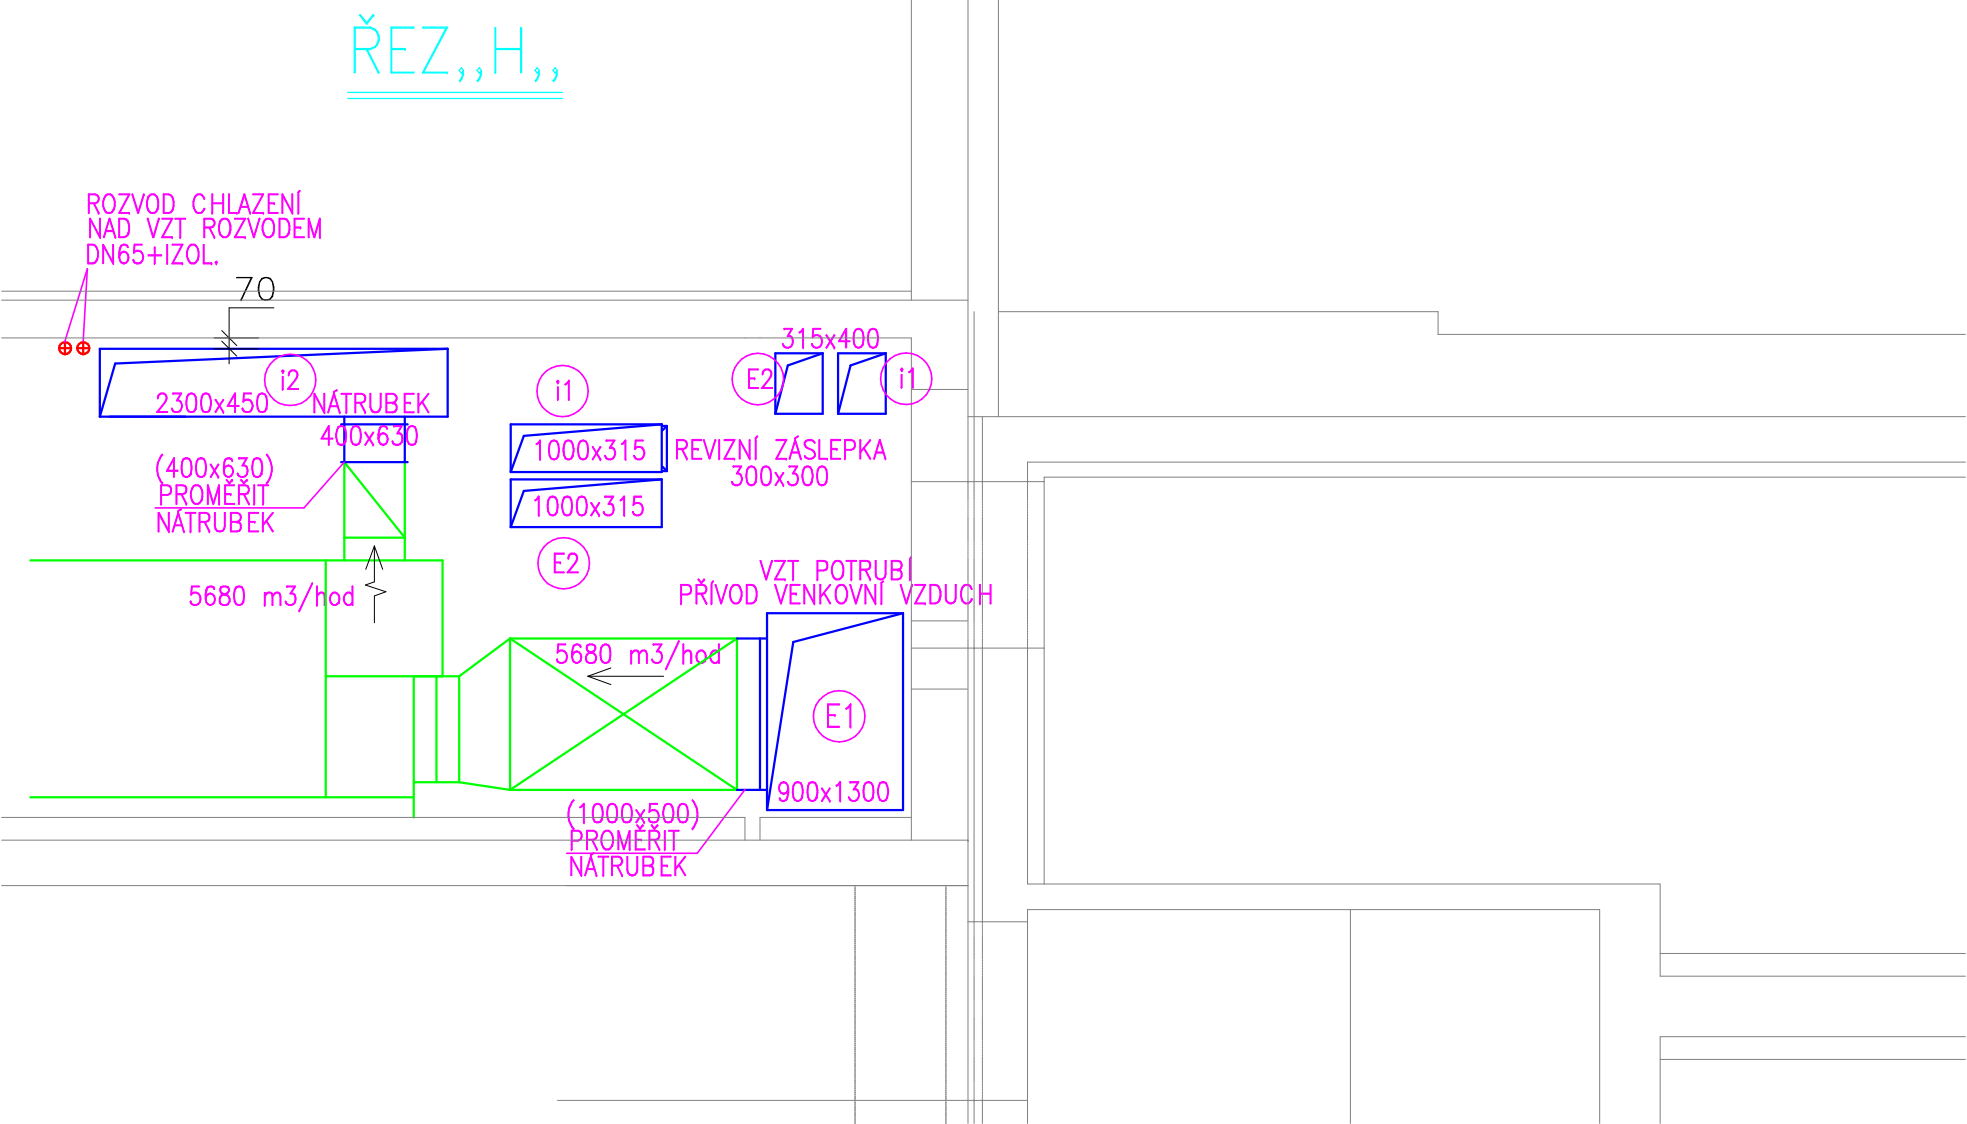 ŘEZ,,H,,
ROZVOD CHLAZENÍ
NAD VZT ROZVODEM
DN65+IZOL.
70
315x400
E2
i1
i2
2300x450
NÁTRUBEK
400x630
i1
1000x315
REVIZNÍ ZÁSLEPKA
300x300
(400x630)
PROMĚŘIT
NÁTRUBEK
1000x315
E2
VZT POTRUBÍ
PŘÍVOD VENKOVNÍ VZDUCH
5680 m3/hod
5680 m3/hod
E1
900x1300
(1000x500)
PROMĚŘIT
NÁTRUBEK